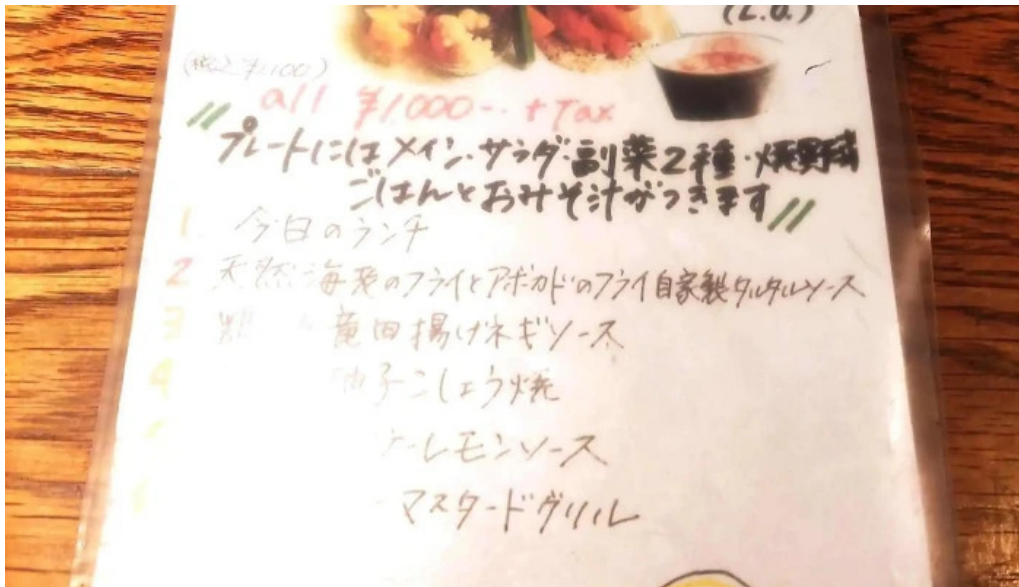 (L.a.)
(税込¥1,100)
all ¥1,000-. + Tax
プレートにはメイン・サラダ・副菜2種・
ごはんとおみそ汁がつきます
1. 今日のランチ
2 天然海老のフライとアボカドのフライ自家製タルタルソース
3 竜田揚げネギソース
4 柚子こしょう焼
レモンソース
マスタードグリル